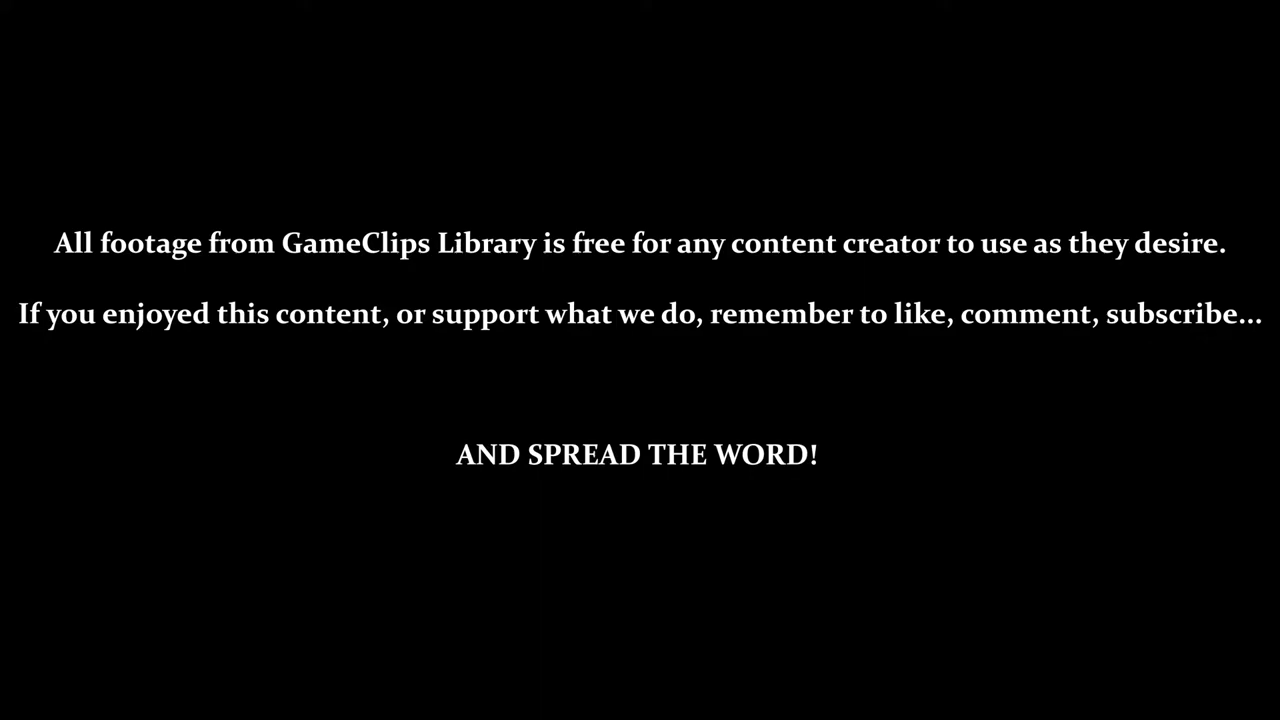 All footage from GameClips Library is free for any content creator to use as they desire.
If you enjoyed this content, or support what we do, remember to like, comment, subscribe...
AND SPREAD THE WORD!